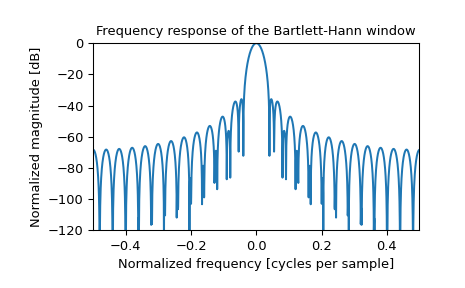 Frequency response of the Bartlett-Hann window
Normalized magnitude [dB]
0
−20
−40
−60
−80
−100
−120
−0.4 −0.2 0.0 0.2 0.4
Normalized frequency [cycles per sample]